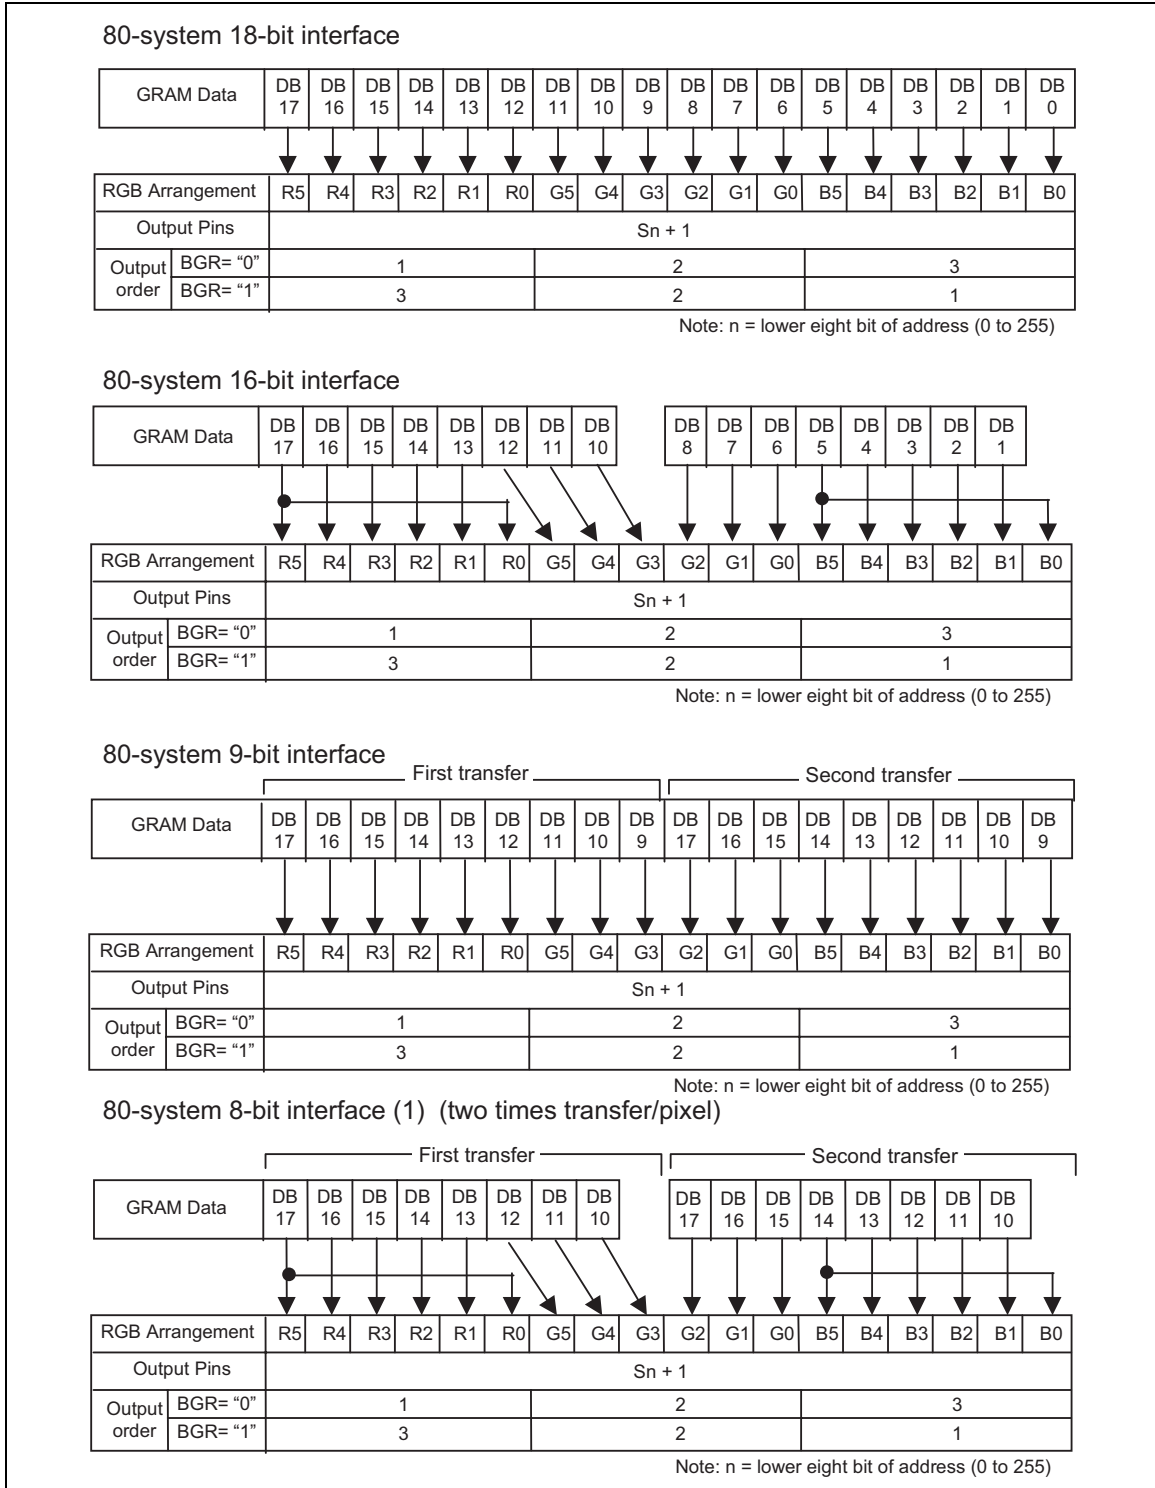 80-system 18-bit interface
GRAM Data DB 17 DB 16 DB 15 DB 14 DB 13 DB 12 DB 11 DB 10 DB 9 DB 8 DB 7 DB 6 DB 5 DB 4 DB 3 DB 2 DB 1 DB 0
RGB Arrangement R5 R4 R3 R2 R1 R0 G5 G4 G3 G2 G1 G0 B5 B4 B3 B2 B1 B0
Output Pins Sn + 1
Output order BGR= “0” 1 2 3
BGR= “1” 3 2 1
Note: n = lower eight bit of address (0 to 255)
80-system 16-bit interface
GRAM Data DB 17 DB 16 DB 15 DB 14 DB 13 DB 12 DB 11 DB 10 DB 8 DB 7 DB 6 DB 5 DB 4 DB 3 DB 2 DB 1
RGB Arrangement R5 R4 R3 R2 R1 R0 G5 G4 G3 G2 G1 G0 B5 B4 B3 B2 B1 B0
Output Pins Sn + 1
Output order BGR= “0” 1 2 3
BGR= “1” 3 2 1
Note: n = lower eight bit of address (0 to 255)
80-system 9-bit interface
First transfer Second transfer
GRAM Data DB 17 DB 16 DB 15 DB 14 DB 13 DB 12 DB 11 DB 10 DB 9 DB 17 DB 16 DB 15 DB 14 DB 13 DB 12 DB 11 DB 10 DB 9
RGB Arrangement R5 R4 R3 R2 R1 R0 G5 G4 G3 G2 G1 G0 B5 B4 B3 B2 B1 B0
Output Pins Sn + 1
Output order BGR= “0” 1 2 3
BGR= “1” 3 2 1
Note: n = lower eight bit of address (0 to 255)
80-system 8-bit interface (1) (two times transfer/pixel)
First transfer Second transfer
GRAM Data DB 17 DB 16 DB 15 DB 14 DB 13 DB 12 DB 11 DB 10 DB 17 DB 16 DB 15 DB 14 DB 13 DB 12 DB 11 DB 10
RGB Arrangement R5 R4 R3 R2 R1 R0 G5 G4 G3 G2 G1 G0 B5 B4 B3 B2 B1 B0
Output Pins Sn + 1
Output order BGR= “0” 1 2 3
BGR= “1” 3 2 1
Note: n = lower eight bit of address (0 to 255)